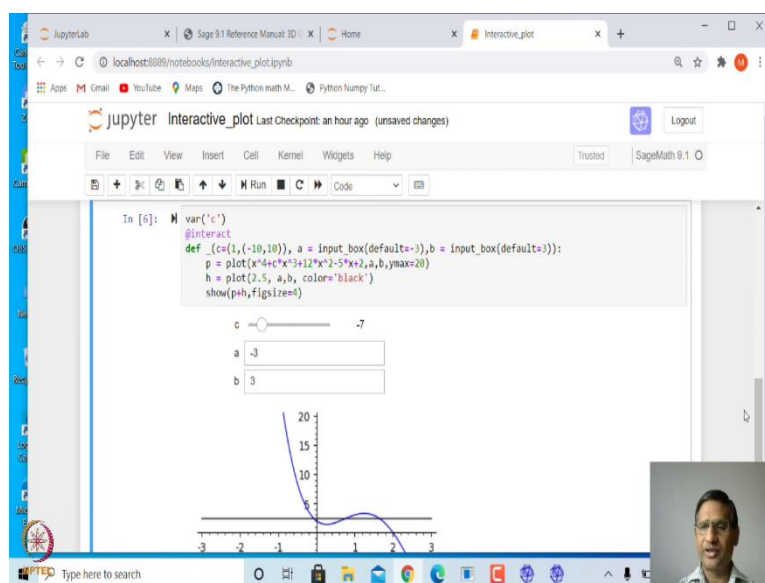 JupyterLab
Sage 9.1 Reference Manual: 3D
Home
Interactive_plot
localhost:8889/notebooks/Interactive_plot.ipynb
Apps Gmail YouTube Maps The Python math M... Python Numpy Tut...
jupyter Interactive_plot Last Checkpoint: an hour ago (unsaved changes)
Logout
File Edit View Insert Cell Kernel Widgets Help
Trusted SageMath 9.1
Run Code
In [6]: var('c')
@interact
def _(c=(1,(-10,10)), a = input_box(default=-3),b = input_box(default=3)):
p = plot(x^4+c*x^3+12*x^2-5*x+2,a,b,ymax=20)
h = plot(2.5, a,b, color='black')
show(p+h,figsize=4)
c -7
a -3
b 3
20
15
10
5
-3 -2 -1 1 2 3
NPTEL
Type here to search